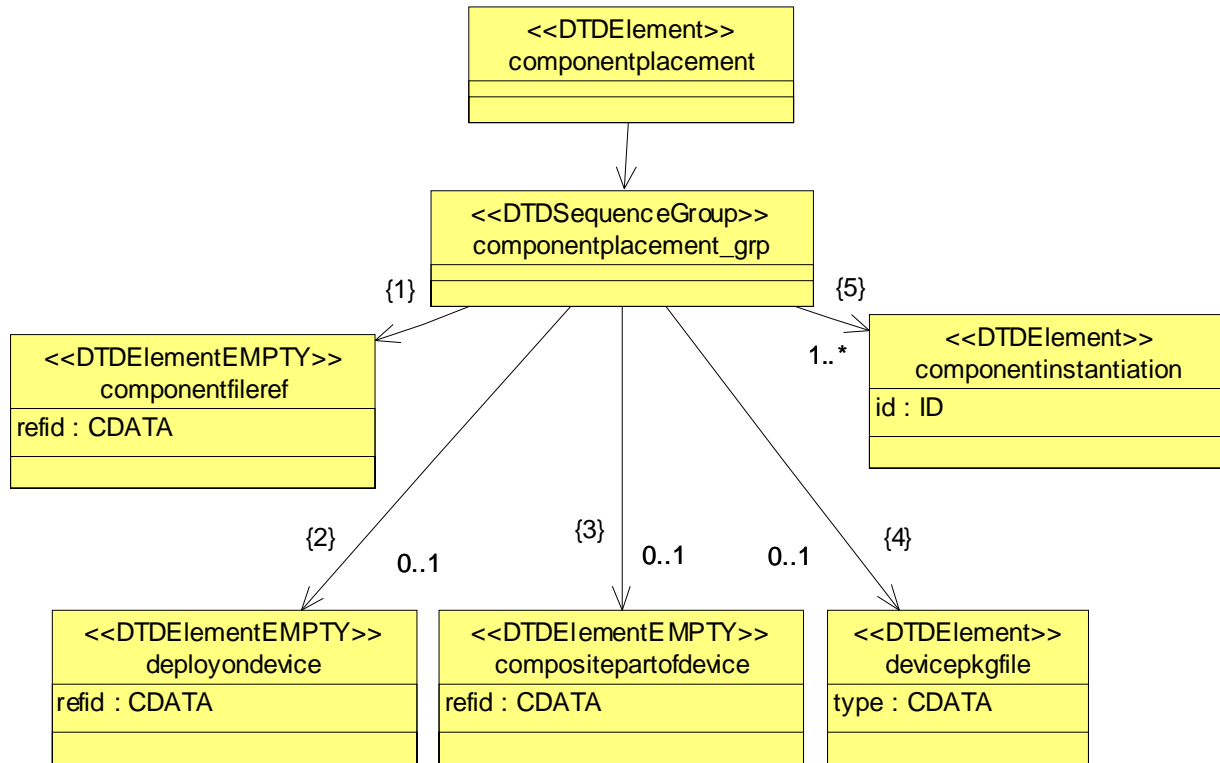 <<DTDElement>>
componentplacement
<<DTDSequenceGroup>>
componentplacement_grp
{1}
{5}
<<DTDElementEMPTY>>
componentfileref
refid : CDATA
1..*
<<DTDElement>>
componentinstantiation
id : ID
{2}
0..1
{3}
0..1
0..1
{4}
<<DTDElementEMPTY>>
deployondevice
refid : CDATA
<<DTDElementEMPTY>>
compositepartofdevice
refid : CDATA
<<DTDElement>>
devicepkgfile
type : CDATA